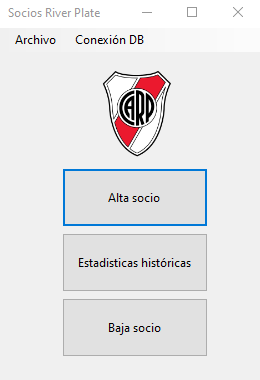 Socios River Plate
Archivo Conexión DB
CARP
Alta socio
Estadisticas históricas
Baja socio